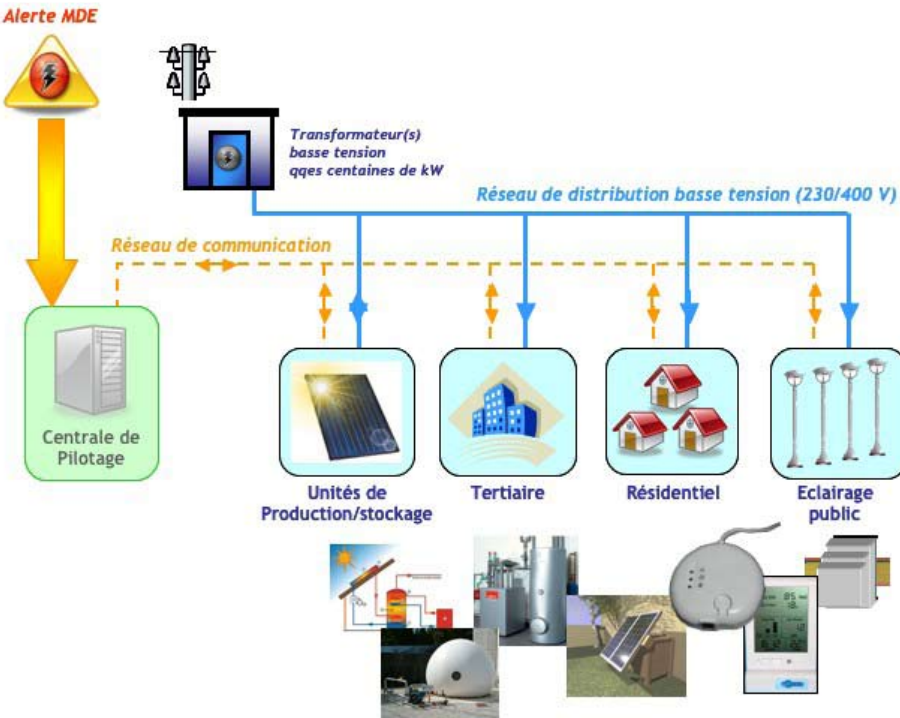 Alerte MDE
Transformateur(s)
basse tension
qqes centaines de kW
Réseau de distribution basse tension (230/400 V)
Réseau de communication
Centrale de
Pilotage
Unités de
Production/stockage
Tertiaire
Résidentiel
Eclairage
public